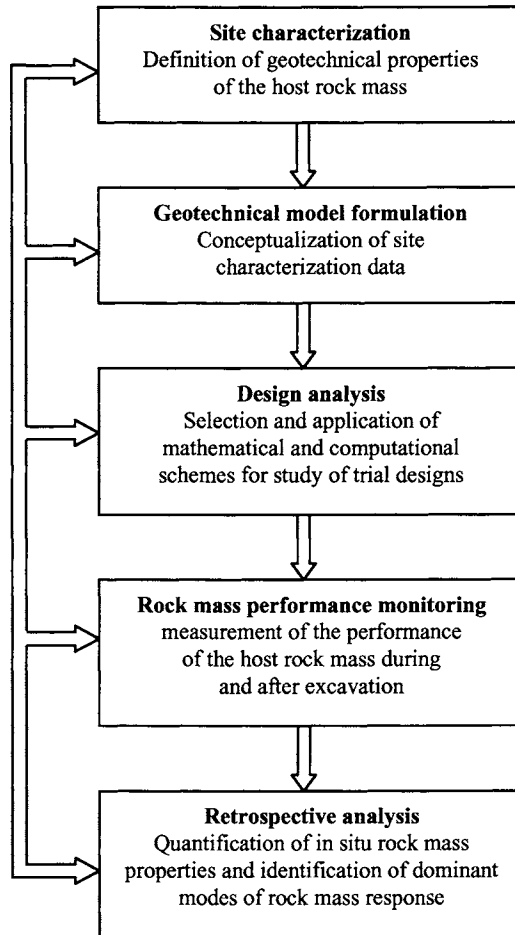 Site characterization
Definition of geotechnical properties
of the host rock mass
Geotechnical model formulation
Conceptualization of site
characterization data
Design analysis
Selection and application of
mathematical and computational
schemes for study of trial designs
Rock mass performance monitoring
measurement of the performance
of the host rock mass during
and after excavation
Retrospective analysis
Quantification of in situ rock mass
properties and identification of dominant
modes of rock mass response